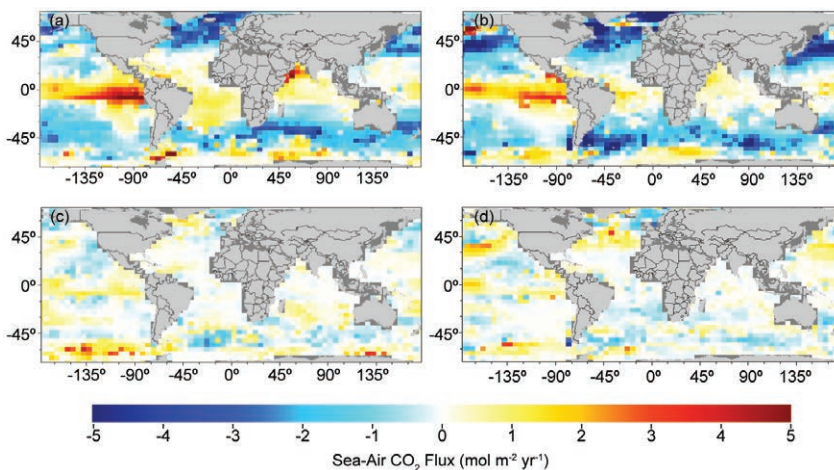 (a)
(b)
45º
0º
-45º
45º
0º
-45º
-135º -90º -45º 0º 45º 90º 135º
-135º -90º -45º 0º 45º 90º 135º
(c)
(d)
45º
0º
-45º
45º
0º
-45º
-135º -90º -45º 0º 45º 90º 135º
-135º -90º -45º 0º 45º 90º 135º
-5 -4 -3 -2 -1 0 1 2 3 4 5
Sea-Air CO₂ Flux (mol m⁻² yr⁻¹)